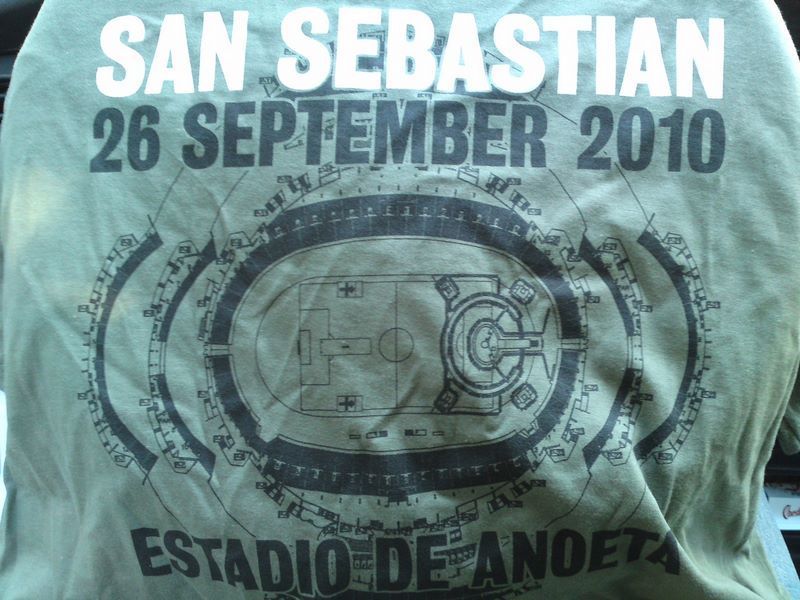 SAN SEBASTIAN
26 SEPTEMBER 2010
ESTADIO DE ANOETA